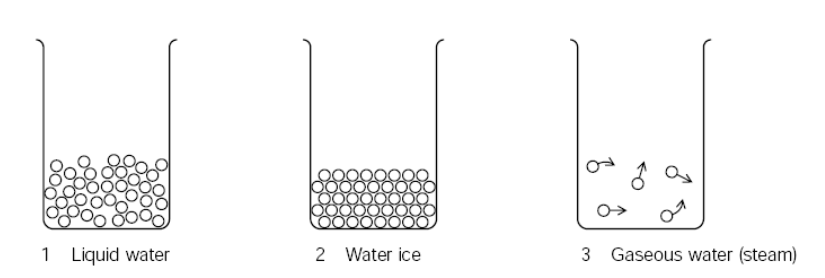 1 Liquid water
2 Water ice
3 Gaseous water (steam)